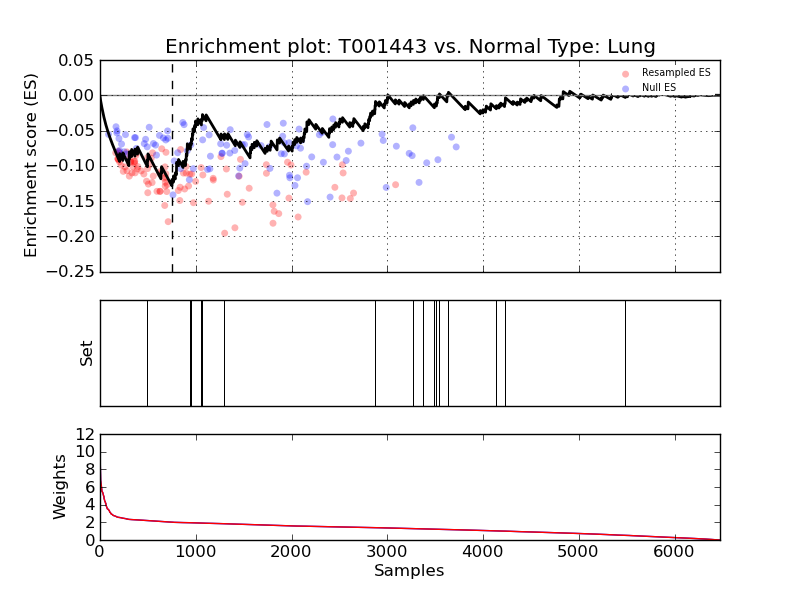 Enrichment plot: T001443 vs. Normal Type: Lung
Enrichment score (ES)
0.05
0.00
−0.05
−0.10
−0.15
−0.20
−0.25
Resampled ES
Null ES
Set
Weights
12
10
8
6
4
2
0
0 1000 2000 3000 4000 5000 6000
Samples